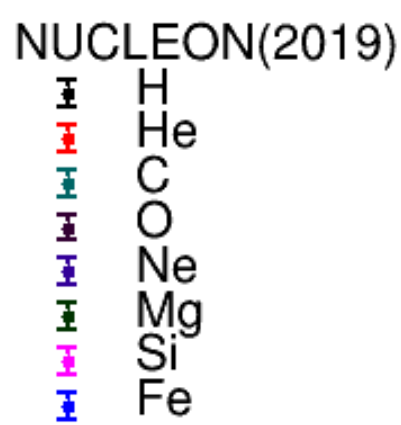 NUCLEON(2019)
H
He
C
O
Ne
Mg
Si
Fe